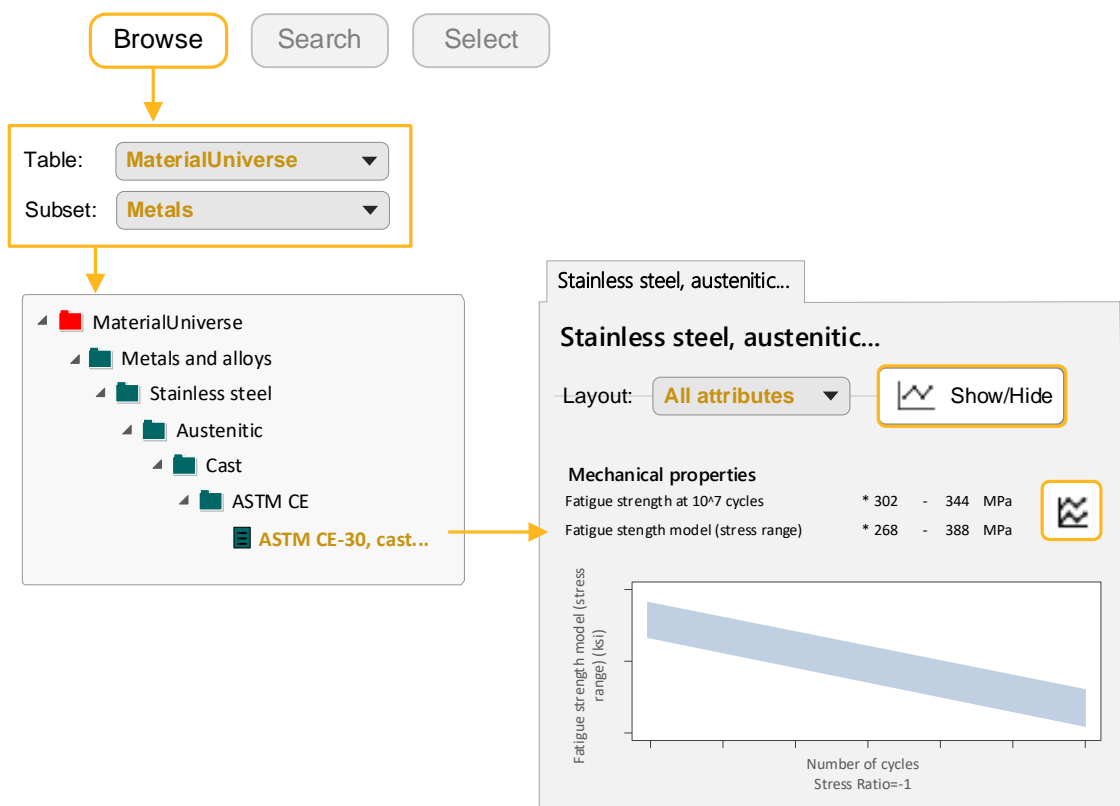 Browse
Search
Select
Table:
MaterialUniverse
Subset:
Metals
MaterialUniverse
Metals and alloys
Stainless steel
Austenitic
Cast
ASTM CE
ASTM CE-30, cast...
Stainless steel, austenitic...
Stainless steel, austenitic...
Layout:
All attributes
Show/Hide
Mechanical properties
Fatigue strength at 10^7 cycles * 302 - 344 MPa
Fatigue stength model (stress range) * 268 - 388 MPa
Fatigue strength model (stress
range) (ksi)
Number of cycles
Stress Ratio=-1